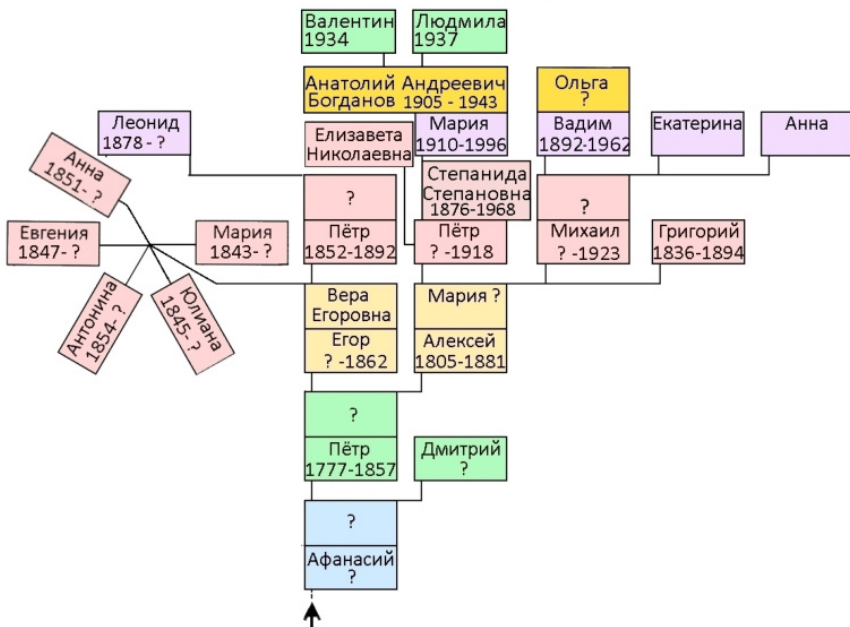 Валентин
1934
Людмила
1937
Анатолий Андреевич
Богданов 1905 - 1943
Ольга
?
Леонид
1878 - ?
Елизавета
Николаевна
Мария
1910-1996
Вадим
1892-1962
Екатерина
Анна
Анна
1851- ?
?
Степанида
Степановна
1876-1968
?
Евгения
1847- ?
Мария
1843- ?
Пётр
1852-1892
Пётр
? -1918
Михаил
? -1923
Григорий
1836-1894
Антонина
1854- ?
Юлиана
1845- ?
Вера
Егоровна
Мария ?
Егор
? -1862
Алексей
1805-1881
?
Пётр
1777-1857
Дмитрий
?
?
Афанасий
?